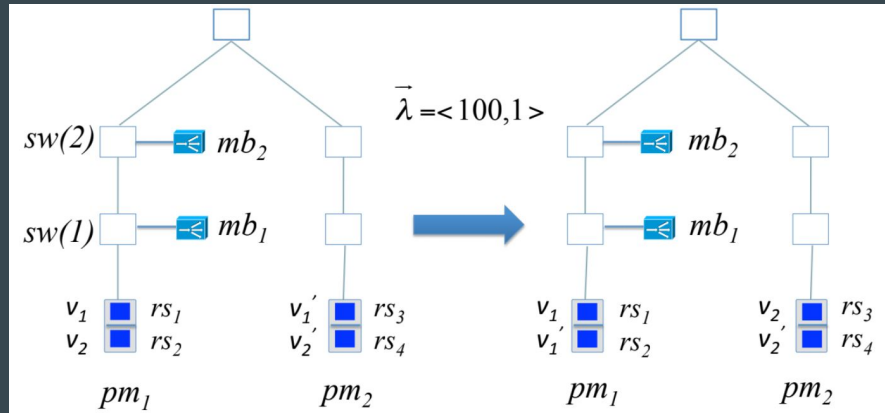 λ⃗ =<100,1>
sw(2) mb₂ mb₂
sw(1) mb₁ mb₁
v₁ rs₁ v₁′ rs₃ v₁ rs₁ v₂ rs₃
v₂ rs₂ v₂′ rs₄ v₁′ rs₂ v₂′ rs₄
pm₁ pm₂ pm₁ pm₂